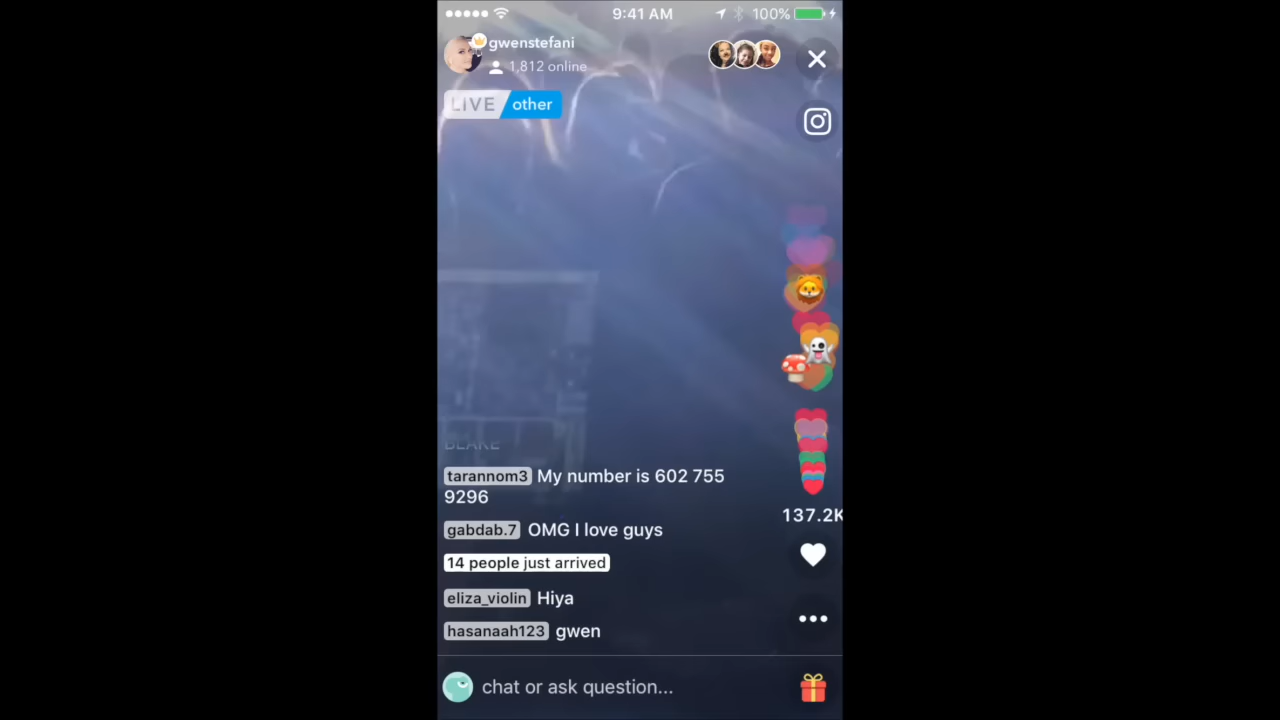 9:41 AM
100%
gwenstefani
1,812 online
LIVE other
BLAKE
tarannom3 My number is 602 755
9296
gabdab.7 OMG I love guys
14 people just arrived
eliza_violin Hiya
hasanaah123 gwen
137.2K
chat or ask question...